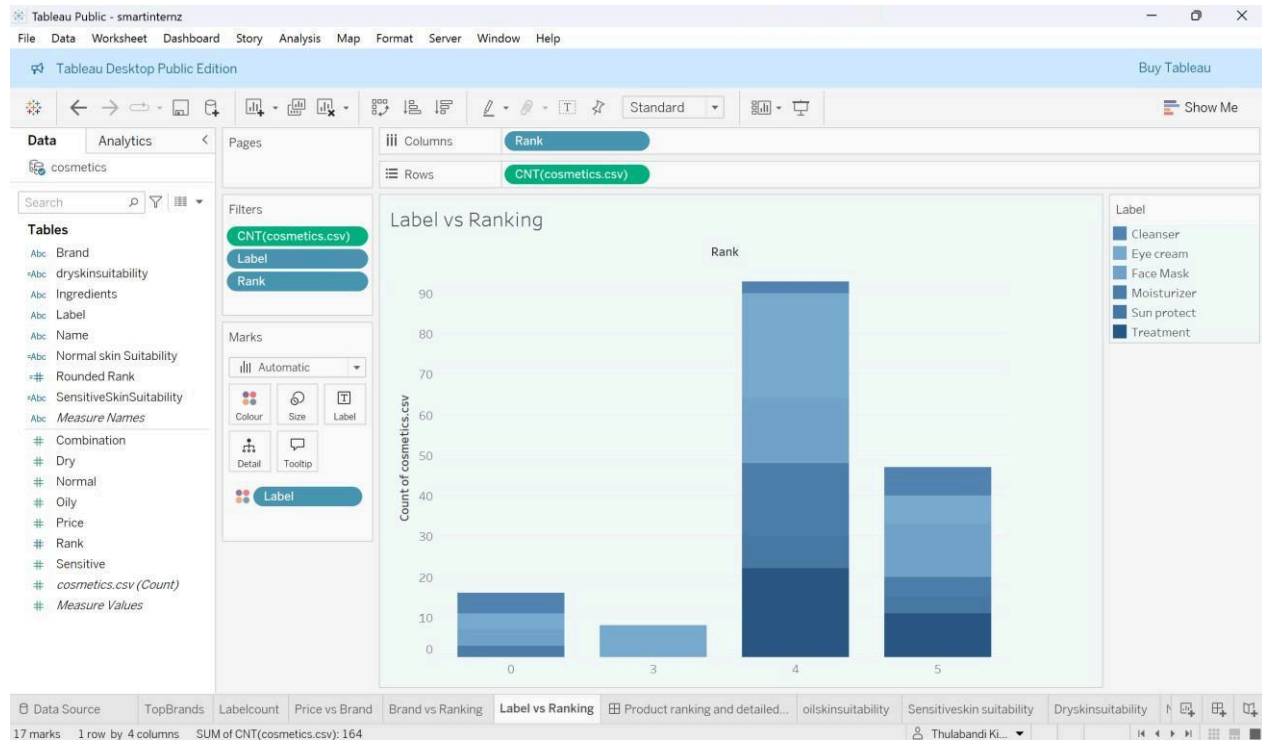 Tableau Public - smartinternz
File Data Worksheet Dashboard Story Analysis Map Format Server Window Help
Tableau Desktop Public Edition
Buy Tableau
Standard
Show Me
Data Analytics
cosmetics
Search
Tables
Abc Brand
=Abc dryskinsuitability
Abc Ingredients
Abc Label
Abc Name
=Abc Normal skin Suitability
=# Rounded Rank
=Abc SensitiveSkinSuitability
Abc Measure Names
# Combination
# Dry
# Normal
# Oily
# Price
# Rank
# Sensitive
# cosmetics.csv (Count)
# Measure Values
Pages
Filters
CNT(cosmetics.csv)
Label
Rank
Marks
Automatic
Colour Size Label
Detail Tooltip
Label
Columns Rank
Rows CNT(cosmetics.csv)
Label vs Ranking
Rank
Count of cosmetics.csv
90
80
70
60
50
40
30
20
10
0
0 3 4 5
Label
Cleanser
Eye cream
Face Mask
Moisturizer
Sun protect
Treatment
Data Source TopBrands Labelcount Price vs Brand Brand vs Ranking Label vs Ranking Product ranking and detailed... oilskinsuitability Sensitiveskin suitability Dryskinsuitability
17 marks 1 row by 4 columns SUM of CNT(cosmetics.csv): 164
Thulabandi Ki...